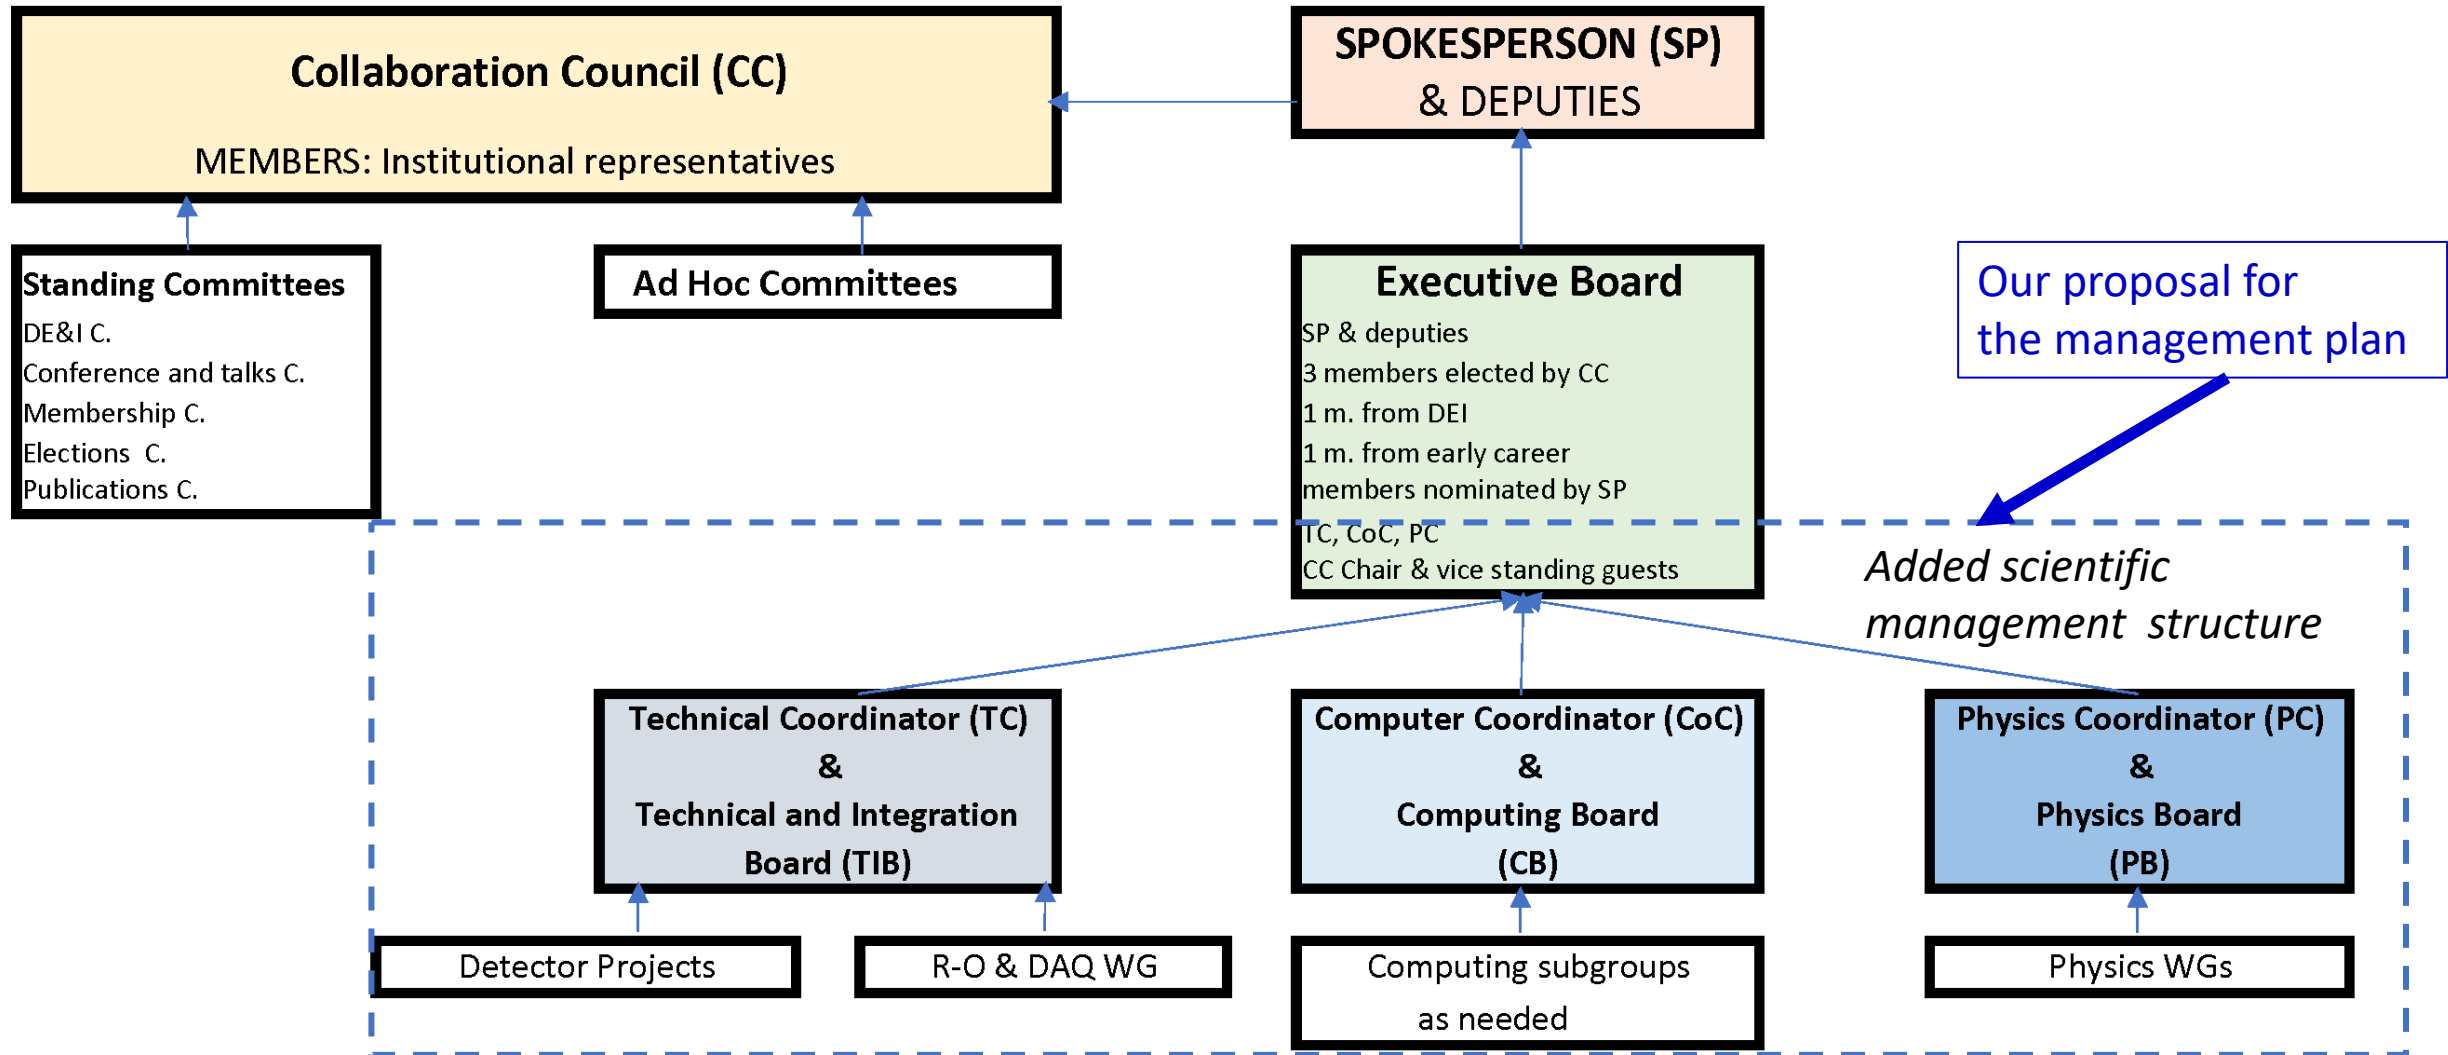 Collaboration Council (CC)
MEMBERS: Institutional representatives
SPOKESPERSON (SP)
& DEPUTIES
Standing Committees
DE&I C.
Conference and talks C.
Membership C.
Elections C.
Publications C.
Ad Hoc Committees
Executive Board
SP & deputies
3 members elected by CC
1 m. from DEI
1 m. from early career
members nominated by SP
TC, CoC, PC
CC Chair & vice standing guests
Our proposal for
the management plan
Added scientific
management structure
Technical Coordinator (TC)
&
Technical and Integration
Board (TIB)
Computer Coordinator (CoC)
&
Computing Board
(CB)
Physics Coordinator (PC)
&
Physics Board
(PB)
Detector Projects
R-O & DAQ WG
Computing subgroups
as needed
Physics WGs